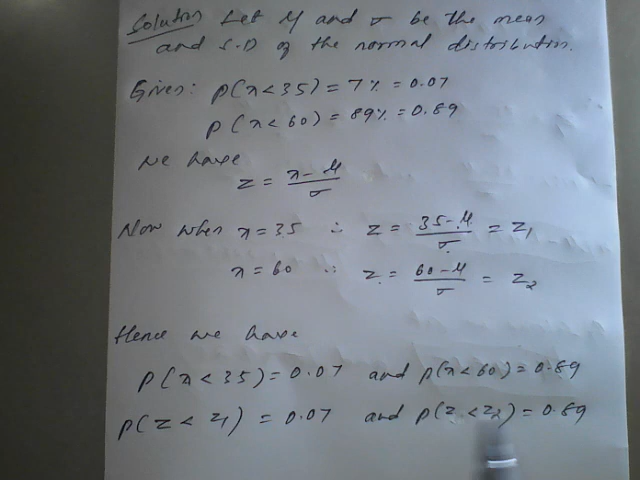 Solution Let μ and σ be the mean
and S.D of the normal distribution.
Given: p(x<35) = 7% = 0.07
p(x<60) = 89% = 0.89
we have
z = (x-μ)/σ
Now when x = 35 ∴ z = (35-μ)/σ = z₁
x = 60 ∴ z = (60-μ)/σ = z₂
Hence we have
p(x < 35) = 0.07 and p(x<60) = 0.89
p(z < z₁) = 0.07 and p(z < z₂) = 0.89